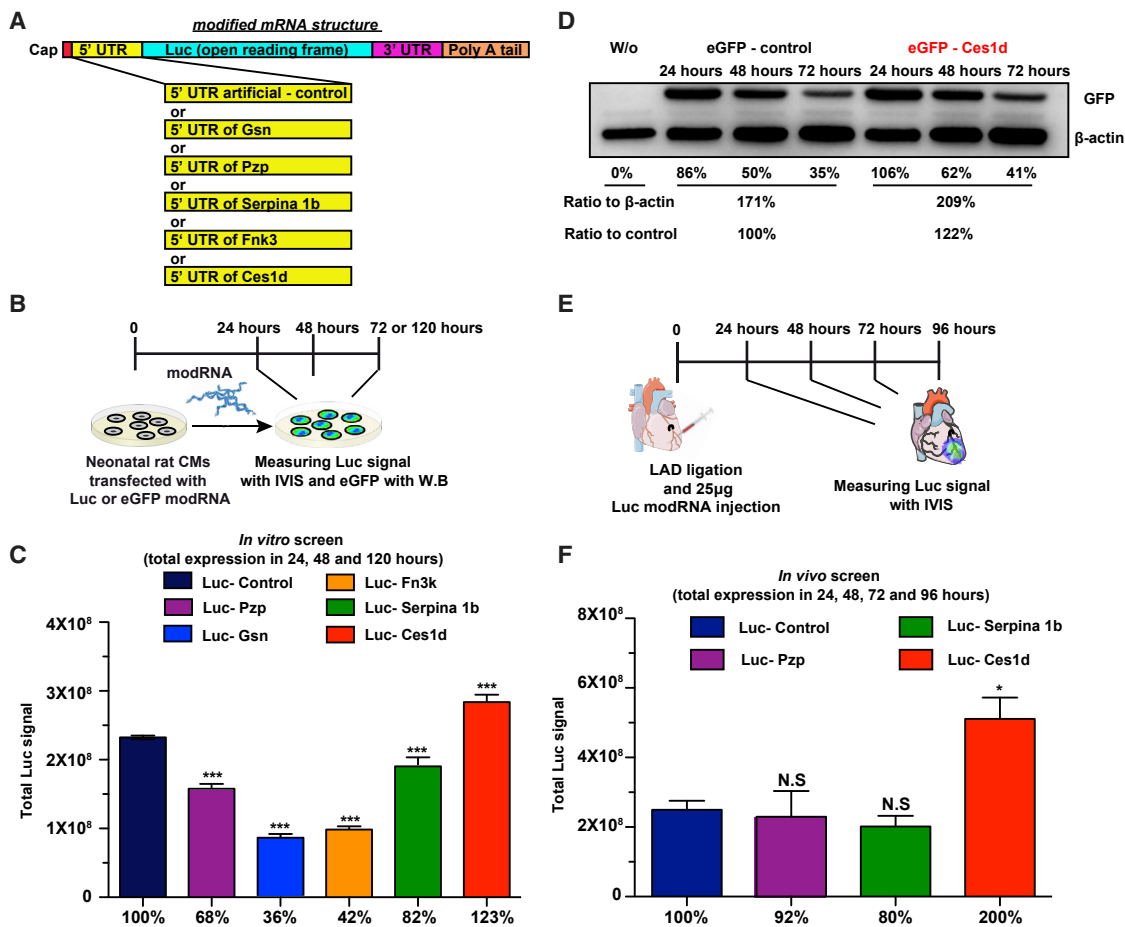 A
modified mRNA structure
Cap 5' UTR Luc (open reading frame) 3' UTR Poly A tail
5' UTR artificial - control
or
5' UTR of Gsn
or
5' UTR of Pzp
or
5' UTR of Serpina 1b
or
5' UTR of Fnk3
or
5' UTR of Ces1d
B
0 24 hours 48 hours 72 or 120 hours
modRNA
Neonatal rat CMs
transfected with
Luc or eGFP modRNA
Measuring Luc signal
with IVIS and eGFP with W.B
C
In vitro screen
(total expression in 24, 48 and 120 hours)
Luc- Control Luc- Fn3k
Luc- Pzp Luc- Serpina 1b
Luc- Gsn Luc- Ces1d
Total Luc signal
4X10⁸
3X10⁸
2X10⁸
1X10⁸
0
*** *** *** *** ***
100% 68% 36% 42% 82% 123%
D
W/o eGFP - control eGFP - Ces1d
24 hours 48 hours 72 hours 24 hours 48 hours 72 hours
GFP
β-actin
0% 86% 50% 35% 106% 62% 41%
Ratio to β-actin 171% 209%
Ratio to control 100% 122%
E
0 24 hours 48 hours 72 hours 96 hours
LAD ligation
and 25µg
Luc modRNA injection
Measuring Luc signal
with IVIS
F
In vivo screen
(total expression in 24, 48, 72 and 96 hours)
Luc- Control Luc- Serpina 1b
Luc- Pzp Luc- Ces1d
Total Luc signal
8X10⁸
6X10⁸
4X10⁸
2X10⁸
0
N.S N.S *
100% 92% 80% 200%